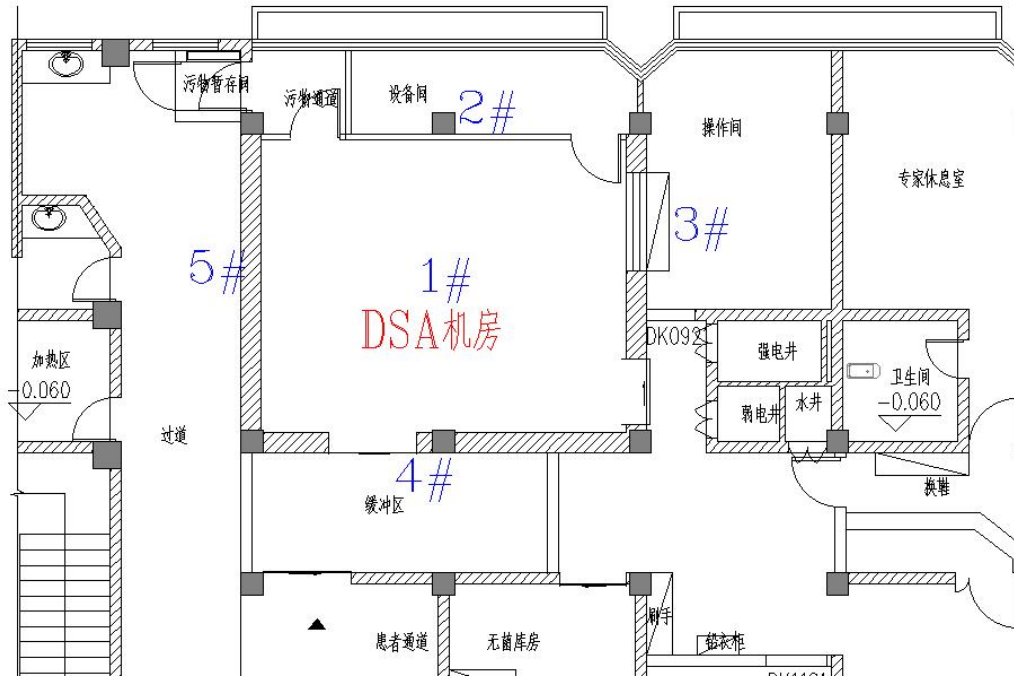 污物暂存间
污物通道
设备间
2#
操作间
专家休息室
3#
5#
1#
DSA机房
DK092
强电井
加热区
-0.060
卫生间
-0.060
弱电井
水井
过道
4#
缓冲区
换鞋
患者通道
无菌库房
刷手
铅衣柜